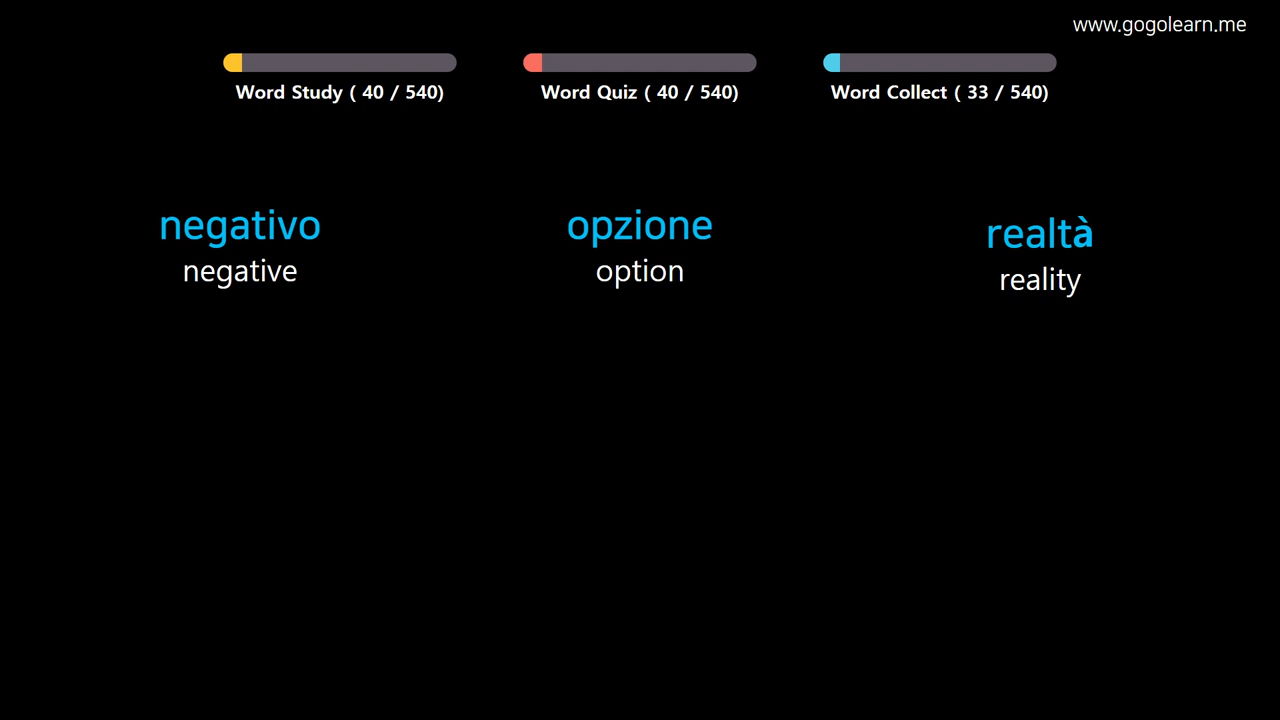 www.gogolearn.me
Word Study ( 40 / 540)
Word Quiz ( 40 / 540)
Word Collect ( 33 / 540)
negativo
negative
opzione
option
realtà
reality